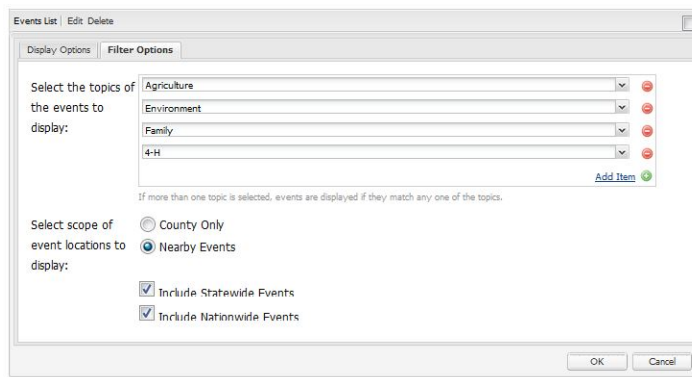 Events List | Edit Delete
Display Options Filter Options
Select the topics of
the events to
display:
Agriculture
Environment
Family
4-H
Add Item
If more than one topic is selected, events are displayed if they match any one of the topics.
Select scope of
event locations to
display:
County Only
Nearby Events
Include Statewide Events
Include Nationwide Events
OK Cancel